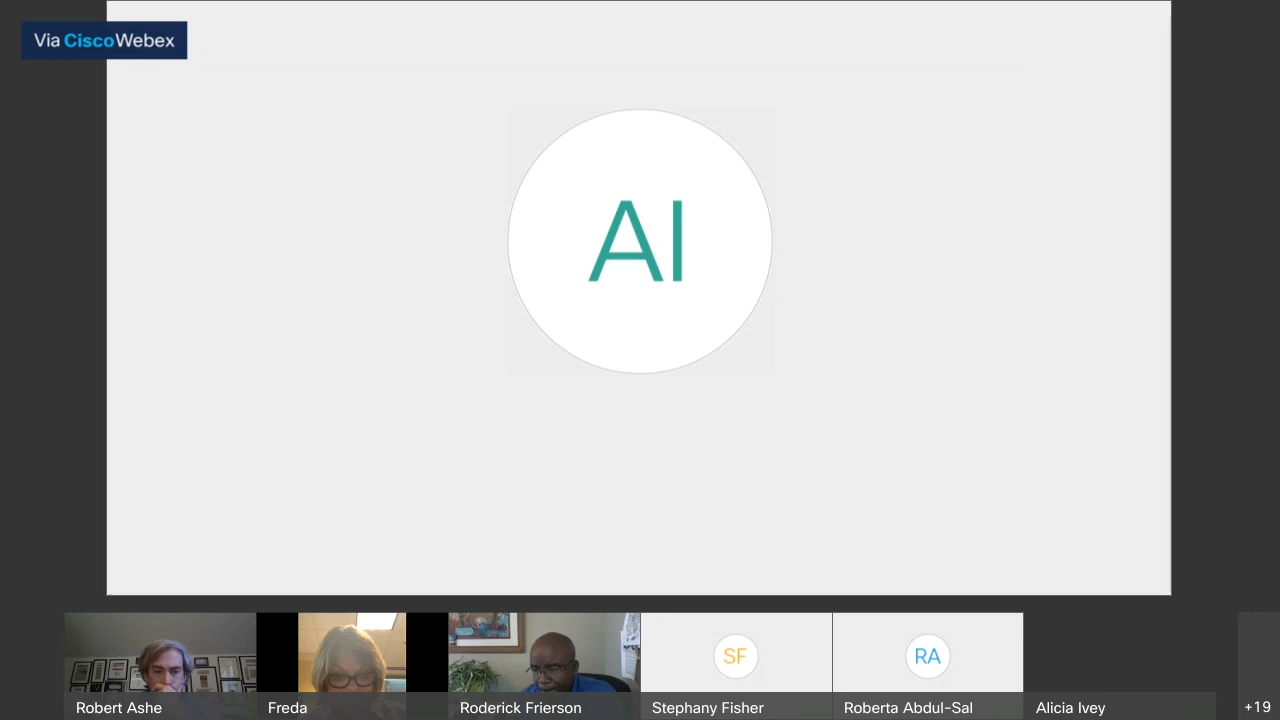 Via CiscoWebex
AI
SF
RA
Robert Ashe
Freda
Roderick Frierson
Stephany Fisher
Roberta Abdul-Sal
Alicia Ivey
+19